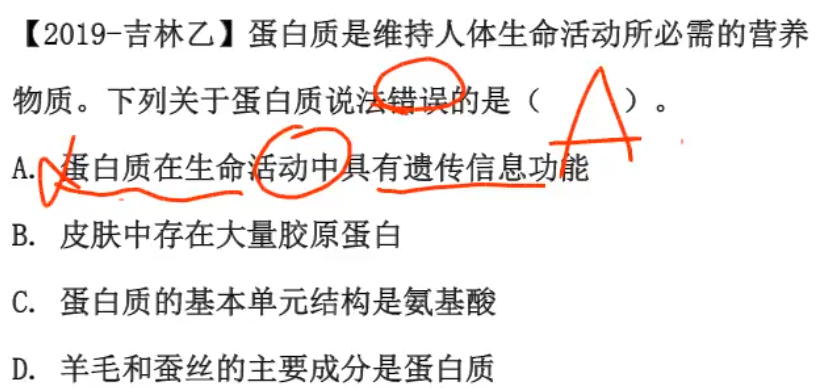 【2019-吉林乙】蛋白质是维持人体生命活动所必需的营养
物质。下列关于蛋白质说法错误的是（ A ）。
A. 蛋白质在生命活动中具有遗传信息功能
B. 皮肤中存在大量胶原蛋白
C. 蛋白质的基本单元结构是氨基酸
D. 羊毛和蚕丝的主要成分是蛋白质